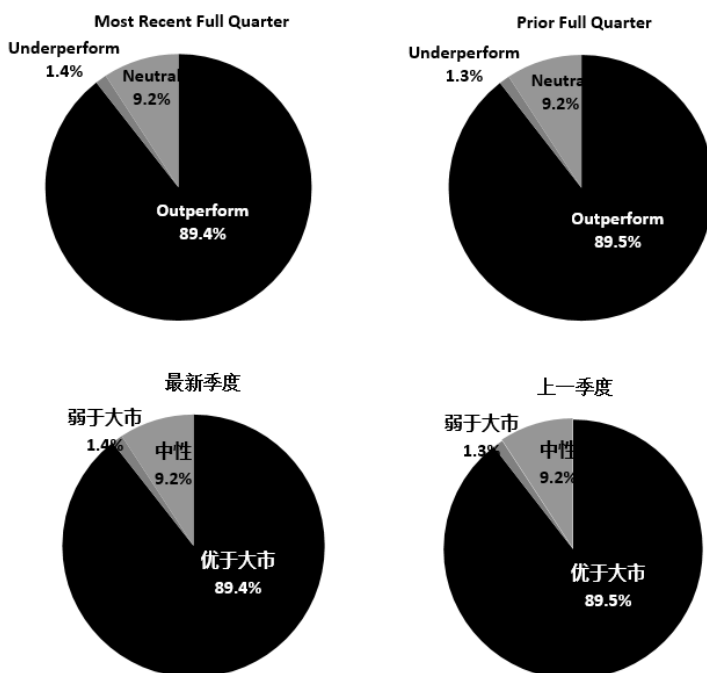 Most Recent Full Quarter
Underperform
1.4%
Neutral
9.2%
Outperform
89.4%
Prior Full Quarter
Underperform
1.3%
Neutral
9.2%
Outperform
89.5%
最新季度
弱于大市
1.4%
中性
9.2%
优于大市
89.4%
上一季度
弱于大市
1.3%
中性
9.2%
优于大市
89.5%